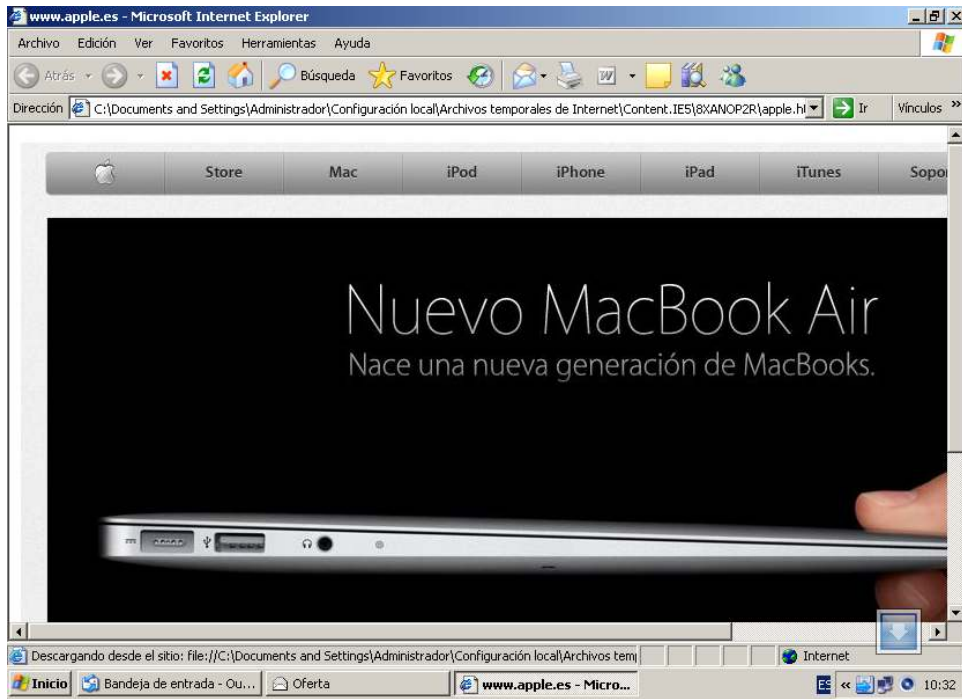 www.apple.es - Microsoft Internet Explorer
Archivo Edición Ver Favoritos Herramientas Ayuda
Atrás Búsqueda Favoritos
Dirección C:\Documents and Settings\Administrador\Configuración local\Archivos temporales de Internet\Content.IE5\8XANOP2R\apple.ht Ir Vínculos »
Store Mac iPod iPhone iPad iTunes Sopor
Nuevo MacBook Air
Nace una nueva generación de MacBooks.
Descargando desde el sitio: file://C:\Documents and Settings\Administrador\Configuración local\Archivos tem Internet
Inicio Bandeja de entrada - Ou... Oferta www.apple.es - Micro... ES « 10:32